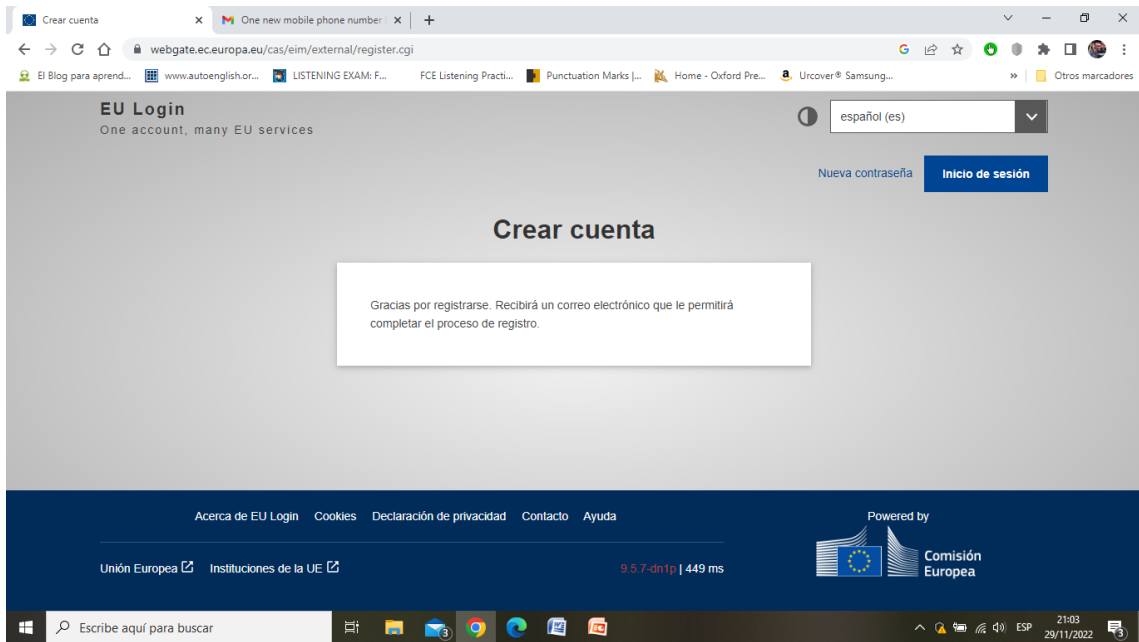 Crear cuenta
One new mobile phone number
webgate.ec.europa.eu/cas/eim/external/register.cgi
El Blog para aprend...
www.autoenglish.or...
LISTENING EXAM: F...
FCE Listening Practi...
Punctuation Marks |...
Home - Oxford Pre...
Urcover® Samsung...
»
Otros marcadores
EU Login
One account, many EU services
español (es)
Nueva contraseña
Inicio de sesión
Crear cuenta
Gracias por registrarse. Recibirá un correo electrónico que le permitirá
completar el proceso de registro.
Acerca de EU Login Cookies Declaración de privacidad Contacto Ayuda
Powered by
Comisión
Europea
Unión Europea Instituciones de la UE
9.5.7-dn1p | 449 ms
Escribe aquí para buscar
3
ESP
21:03
29/11/2022
3